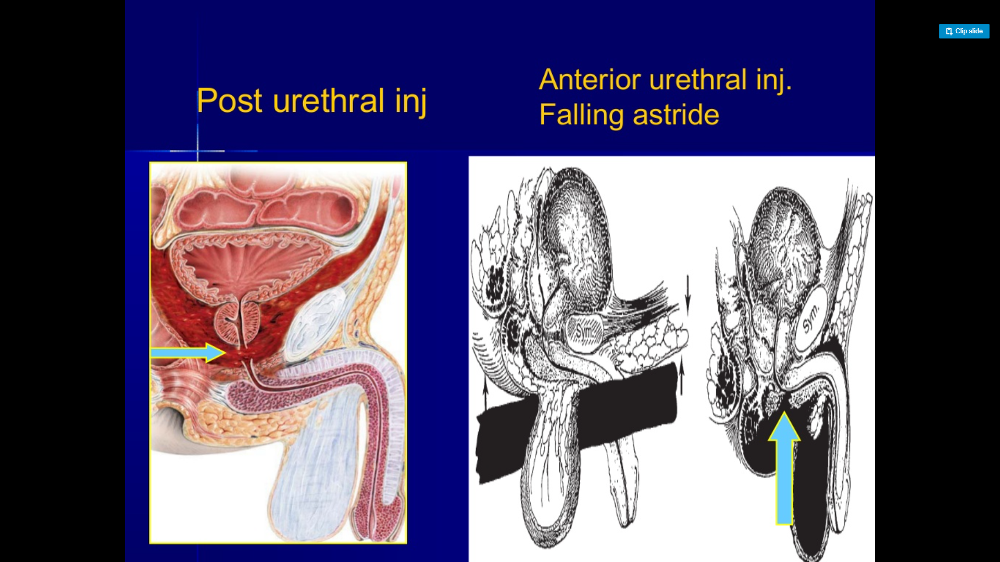 Clip slide
Post urethral inj
Anterior urethral inj.
Falling astride
Sym.
Sym.